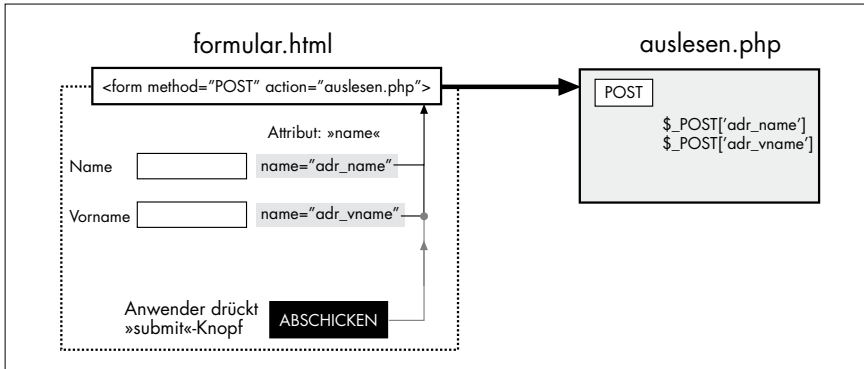 formular.html
<form method="POST" action="auslesen.php">
Attribut: »name«
Name
name="adr_name"
Vorname
name="adr_vname"
Anwender drückt
»submit«-Knopf
ABSCHICKEN
auslesen.php
POST
$_POST['adr_name']
$_POST['adr_vname']